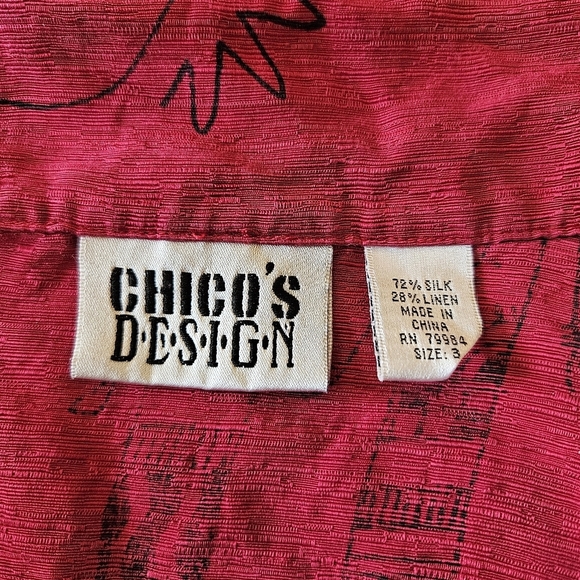 CHICO'S
D·E·S·I·G·N
72% SILK
28% LINEN
MADE IN
CHINA
RN 79984
SIZE: 3